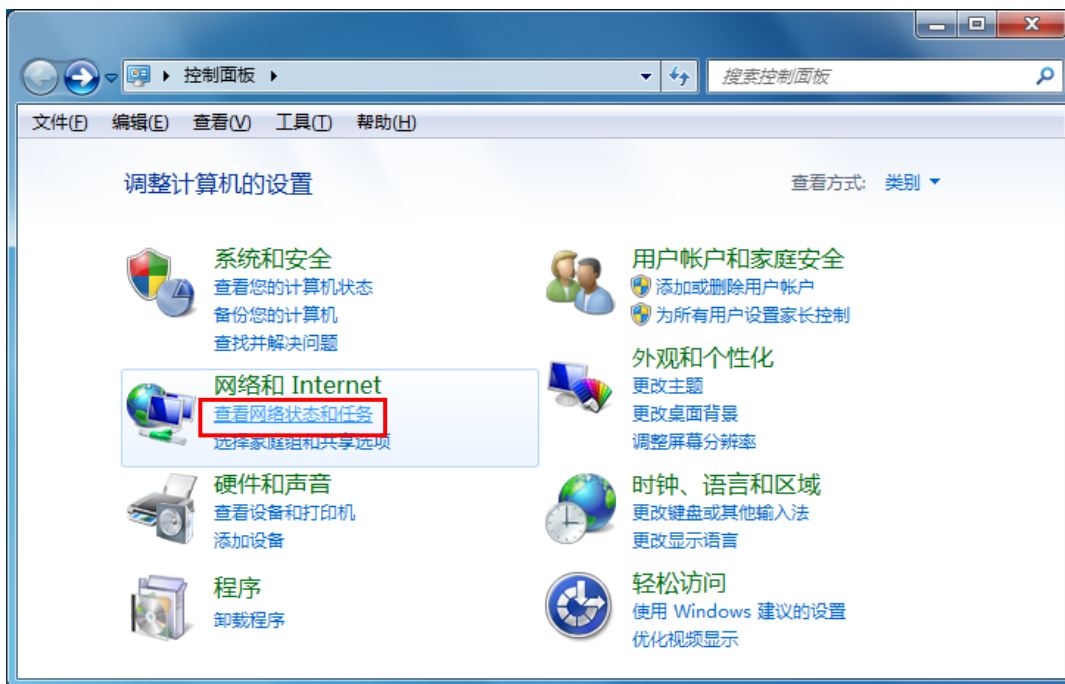 控制面板
搜索控制面板
文件(F) 编辑(E) 查看(V) 工具(T) 帮助(H)
调整计算机的设置
查看方式: 类别
系统和安全
查看您的计算机状态
备份您的计算机
查找并解决问题
网络和 Internet
查看网络状态和任务
选择家庭组和共享选项
硬件和声音
查看设备和打印机
添加设备
程序
卸载程序
用户帐户和家庭安全
添加或删除用户帐户
为所有用户设置家长控制
外观和个性化
更改主题
更改桌面背景
调整屏幕分辨率
时钟、语言和区域
更改键盘或其他输入法
更改显示语言
轻松访问
使用 Windows 建议的设置
优化视频显示